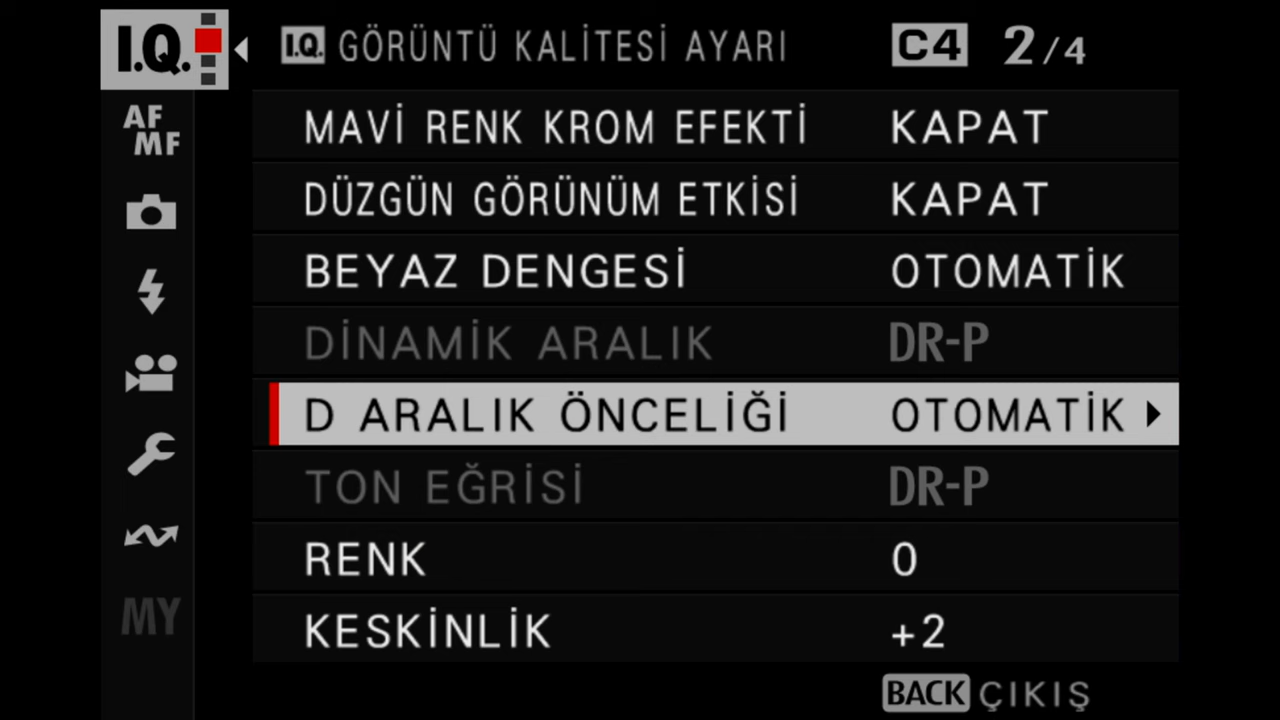 I.Q. I.Q. GÖRÜNTÜ KALİTESİ AYARI C4 2/4
AF
MF
MAVİ RENK KROM EFEKTİ KAPAT
DÜZGÜN GÖRÜNÜM ETKİSİ KAPAT
BEYAZ DENGESİ OTOMATİK
DİNAMİK ARALIK DR-P
D ARALIK ÖNCELİĞİ OTOMATİK
TON EĞRİSİ DR-P
RENK 0
MY
KESKİNLİK +2
BACK ÇIKIŞ